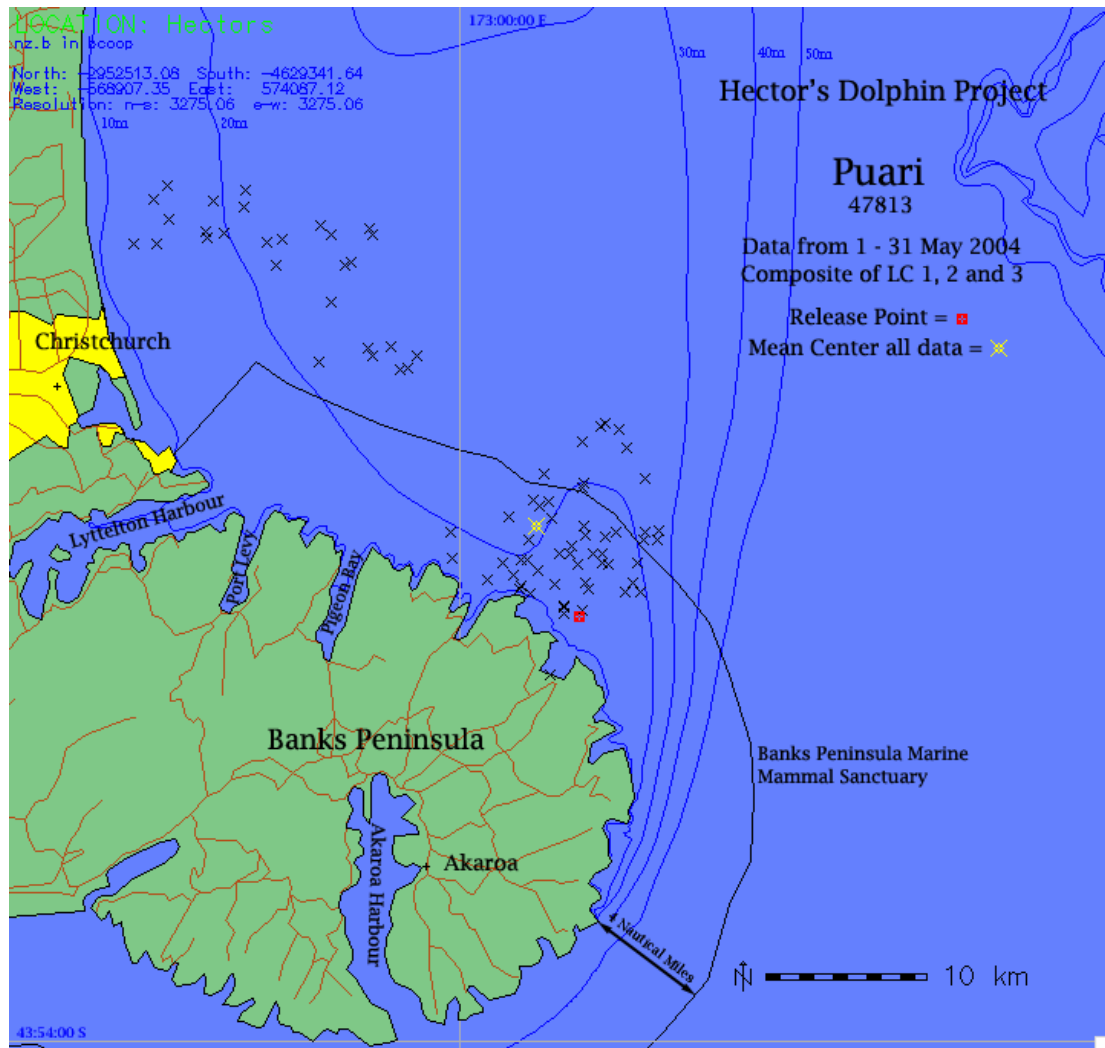 LOCATION: Hectors
nz.b in bcoop
North: -2952513.08 South: -4629341.64
West: -568907.35 East: 574087.12
Resolution: n-s: 3275.06 e-w: 3275.06
173:00:00 E
10m
20m
30m
40m
50m
Hector's Dolphin Project
Puari
47813
Data from 1 - 31 May 2004
Composite of LC 1, 2 and 3
Release Point =
Mean Center all data =
Christchurch
Lyttelton Harbour
Port Levy
Pigeon Bay
Banks Peninsula
Banks Peninsula Marine
Mammal Sanctuary
Akaroa Harbour
Akaroa
4 Nautical Miles
N
10 km
43:54:00 S